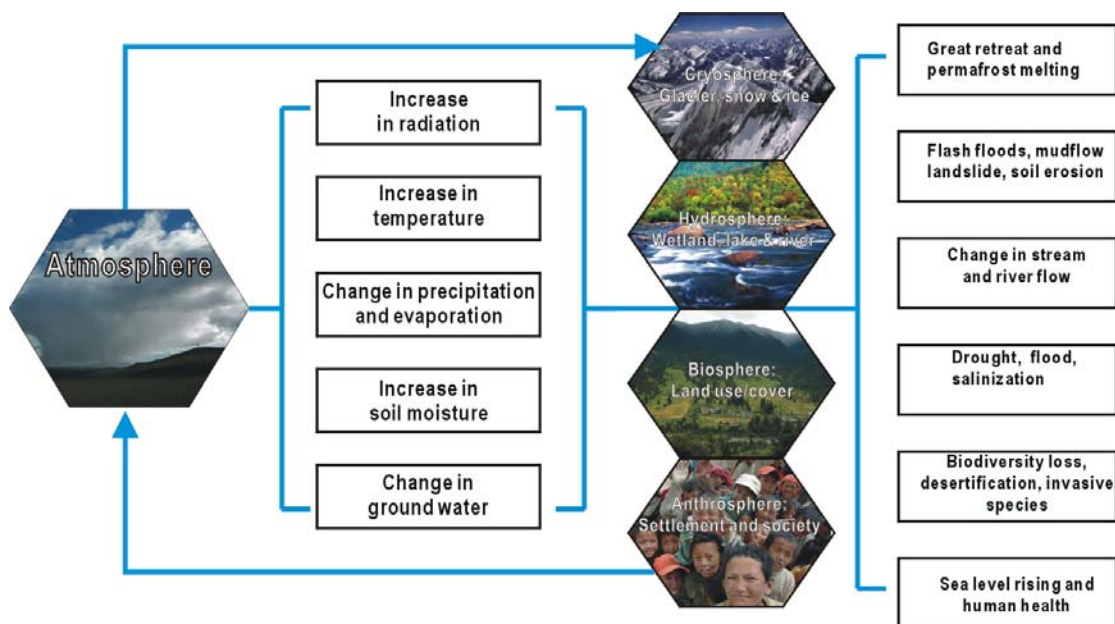 Atmosphere
Increase
in radiation
Increase in
temperature
Change in precipitation
and evaporation
Increase in
soil moisture
Change in
ground water
Cryosphere:
Glacier, snow & ice
Hydrosphere:
Wetland, lake & river
Biosphere:
Land use/cover
Anthrosphere:
Settlement and society
Great retreat and
permafrost melting
Flash floods, mudflow
landslide, soil erosion
Change in stream
and river flow
Drought, flood,
salinization
Biodiversity loss,
desertification, invasive
species
Sea level rising and
human health